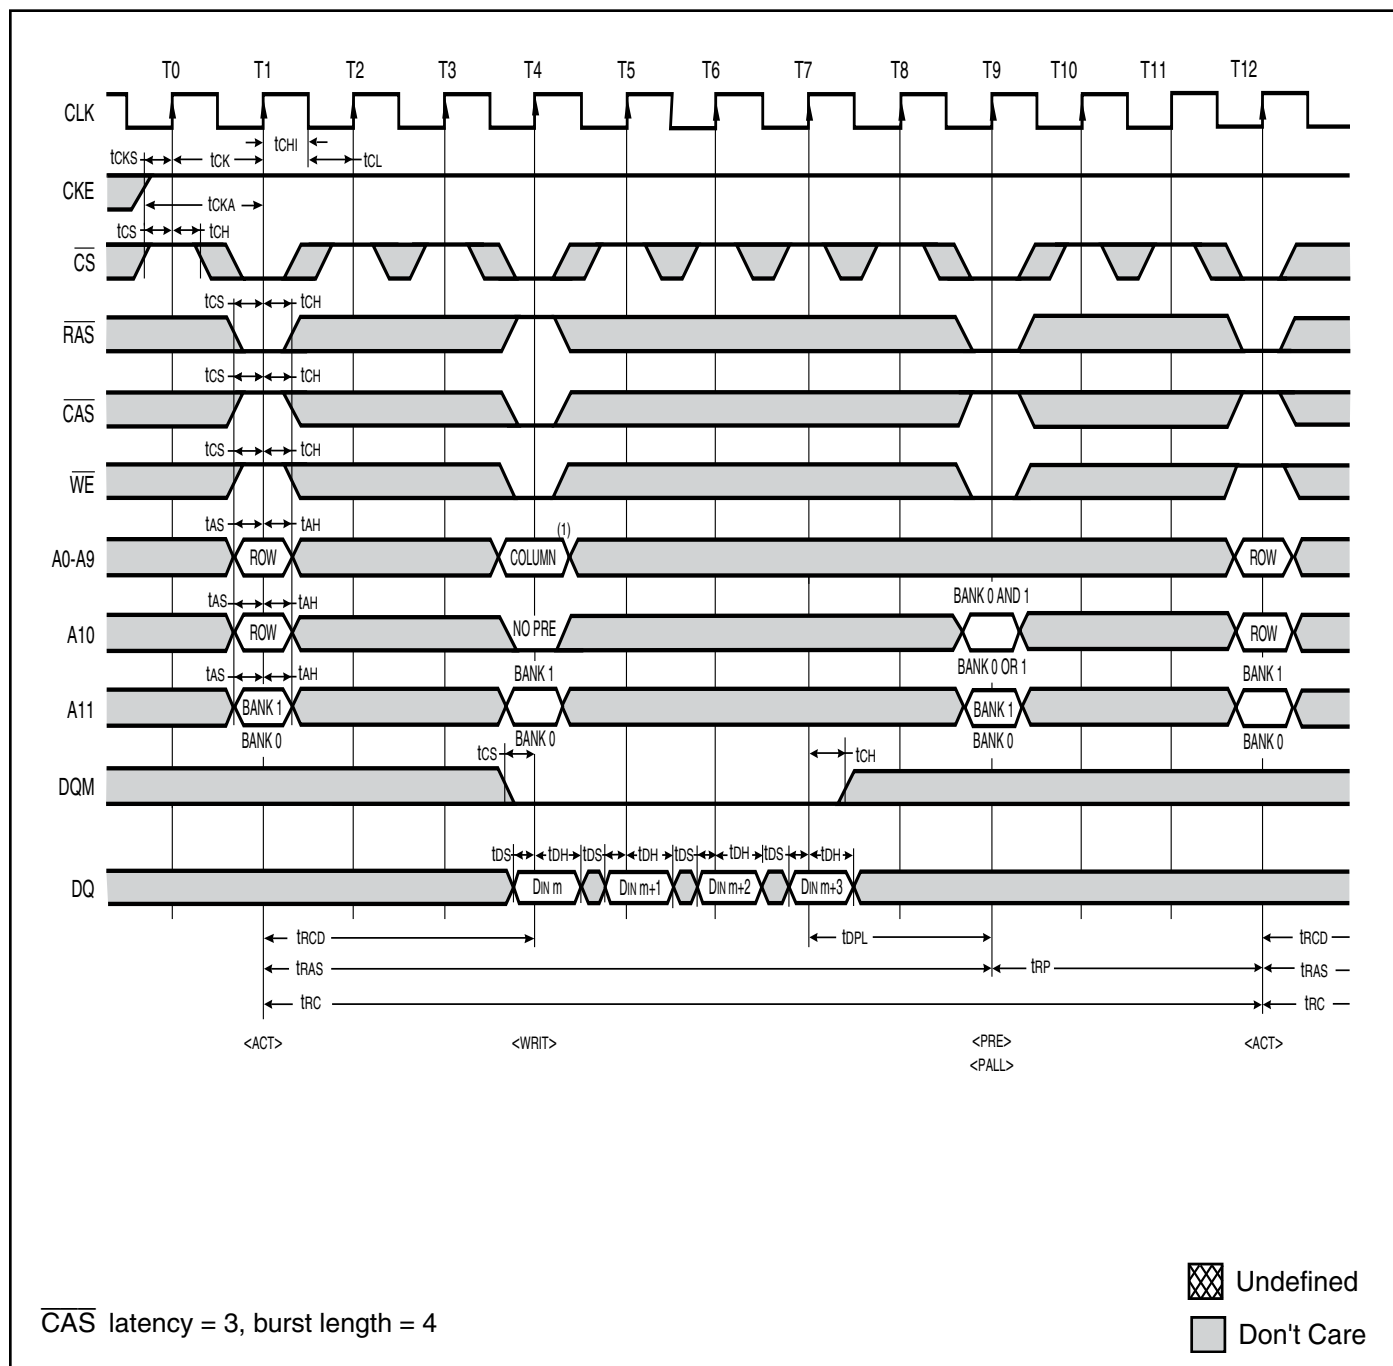 T0 T1 T2 T3 T4 T5 T6 T7 T8 T9 T10 T11 T12
CLK
tCHI
tCKS tCK tCL
CKE
tCKA
tCS tCH
CS
tCS tCH
RAS
tCS tCH
CAS
tCS tCH
WE
tAS tAH (1)
A0-A9 ROW COLUMN ROW
tAS tAH BANK 0 AND 1
A10 ROW NO PRE ROW
tAS tAH BANK 1 BANK 0 OR 1 BANK 1
A11 BANK 1 BANK 1
BANK 0 BANK 0 BANK 0 BANK 0
tCS tCH
DQM
tDS tDH tDS tDH tDS tDH tDS tDH
DQ DIN m DIN m+1 DIN m+2 DIN m+3
tRCD tDPL tRCD
tRAS tRP tRAS
tRC tRC
<ACT> <WRIT> <PRE> <ACT>
<PALL>
Undefined
CAS latency = 3, burst length = 4
Don't Care